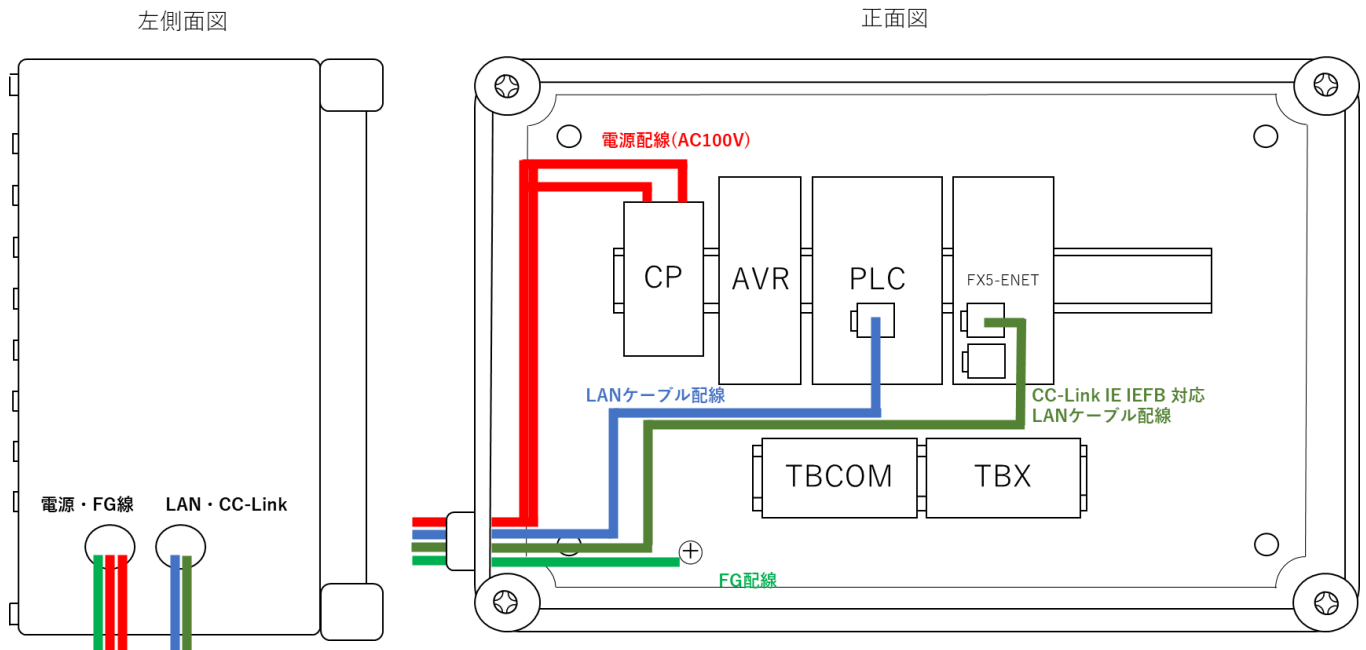 左側面図
正面図
電源配線(AC100V)
CP
AVR
PLC
FX5-ENET
LANケーブル配線
CC-Link IE IEFB 対応
LANケーブル配線
TBCOM
TBX
電源・FG線
LAN・CC-Link
FG配線